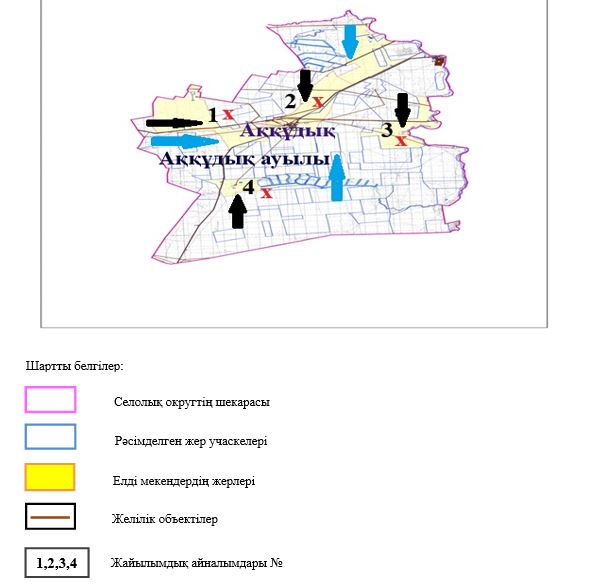 2 x
1 x
3
x
Аққұдық
Аққұдық ауылы
4 x
Шартты белгілер:
Селолық округтің шекарасы
Рәсімделген жер учаскелері
Елді мекендердің жерлері
Желілік объектілер
1,2,3,4 Жайылымдық айналымдары №